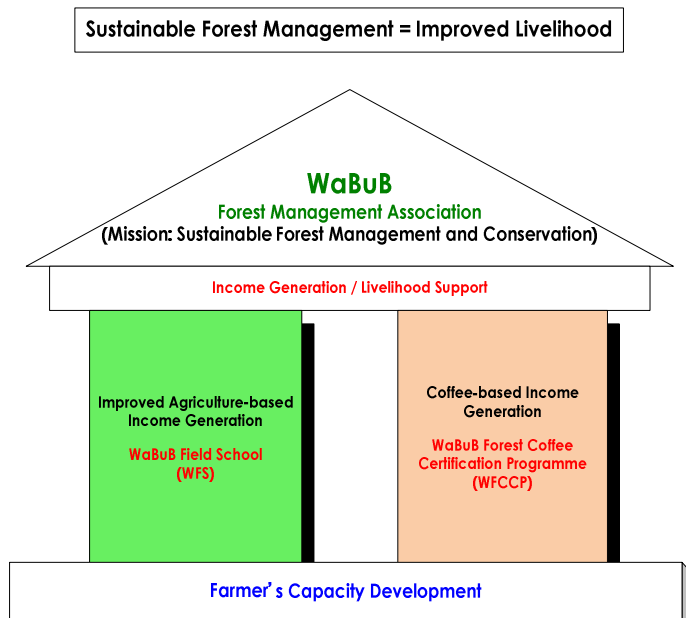 Sustainable Forest Management = Improved Livelihood
WaBuB
Forest Management Association
(Mission: Sustainable Forest Management and Conservation)
Income Generation / Livelihood Support
Improved Agriculture-based
Income Generation
WaBuB Field School
(WFS)
Coffee-based Income
Generation
WaBuB Forest Coffee
Certification Programme
(WFCCP)
Farmer's Capacity Development